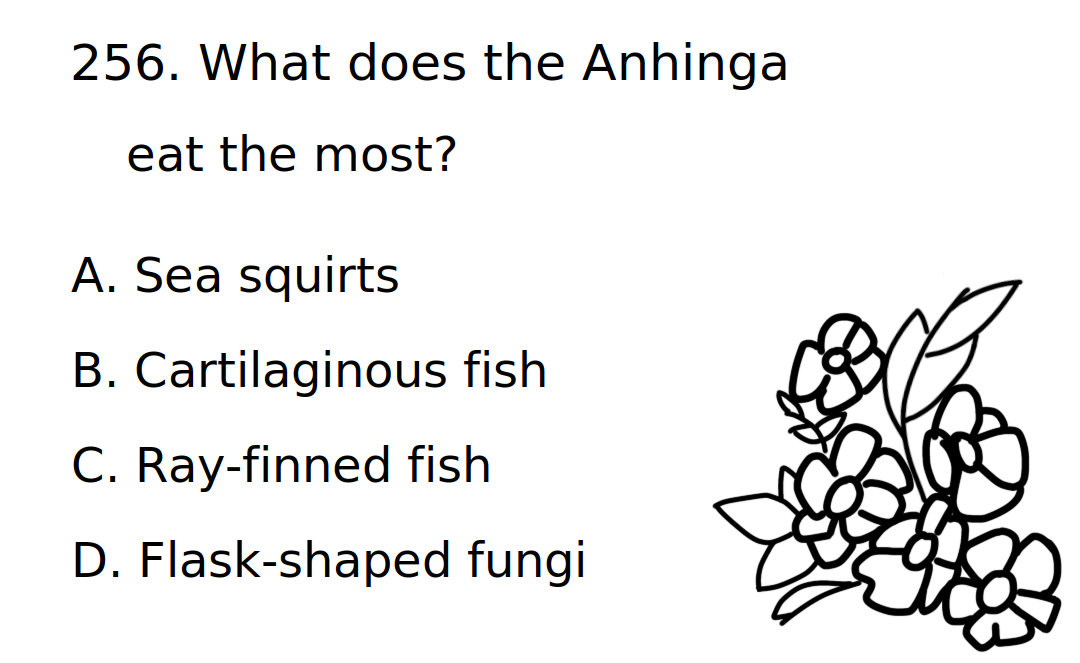 256. What does the Anhinga
eat the most?
A. Sea squirts
B. Cartilaginous fish
C. Ray-finned fish
D. Flask-shaped fungi